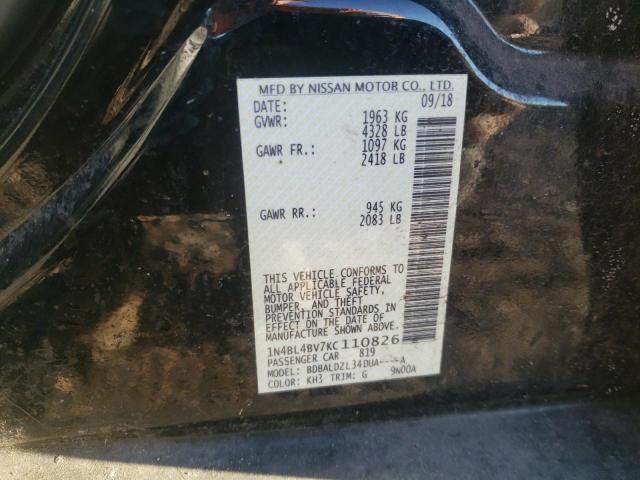 MFD BY NISSAN MOTOR CO., LTD.
DATE: 09/18
GVWR: 1963 KG
4328 LB
GAWR FR.: 1097 KG
2418 LB
GAWR RR.: 945 KG
2083 LB
THIS VEHICLE CONFORMS TO
ALL APPLICABLE FEDERAL
MOTOR VEHICLE SAFETY,
BUMPER, AND THEFT
PREVENTION STANDARDS IN
EFFECT ON THE DATE OF
MANUFACTURE SHOWN ABOVE.
1N4BL4BV7KC110826
PASSENGER CAR 819
MODEL: BDBALDZL34DUA----A
COLOR: KH3 TRIM: G 9N00A